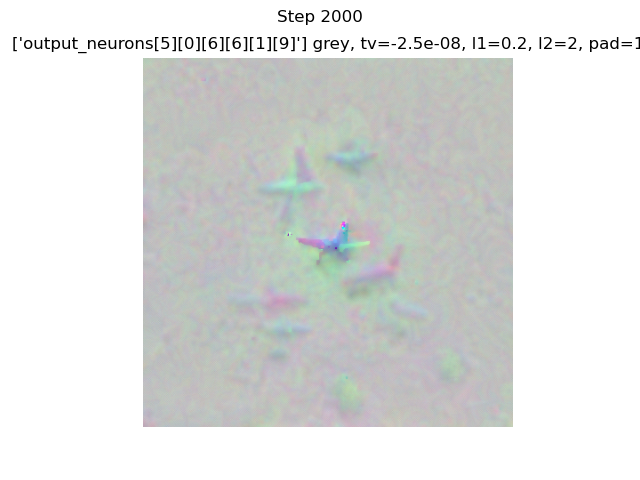 Step 2000
['output_neurons[5][0][6][6][1][9]'] grey, tv=-2.5e-08, l1=0.2, l2=2, pad=1